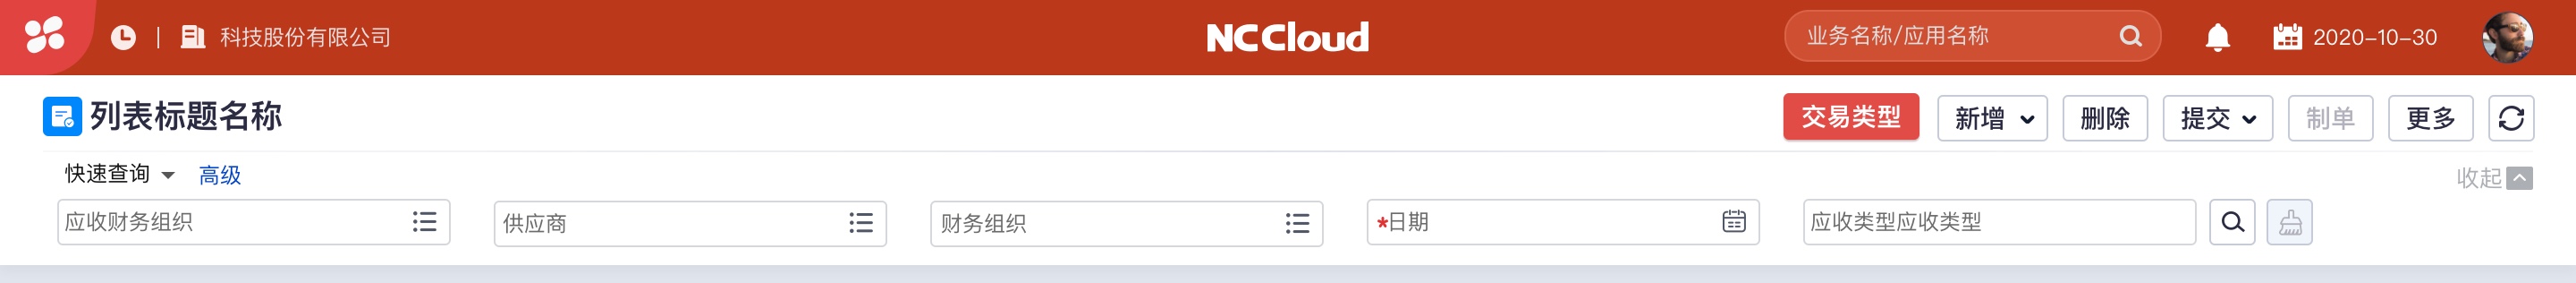 科技股份有限公司
NCCloud
业务名称/应用名称
2020-10-30
列表标题名称
交易类型
新增
删除
提交
制单
更多
快速查询
高级
收起
应收财务组织
供应商
财务组织
*日期
应收类型应收类型